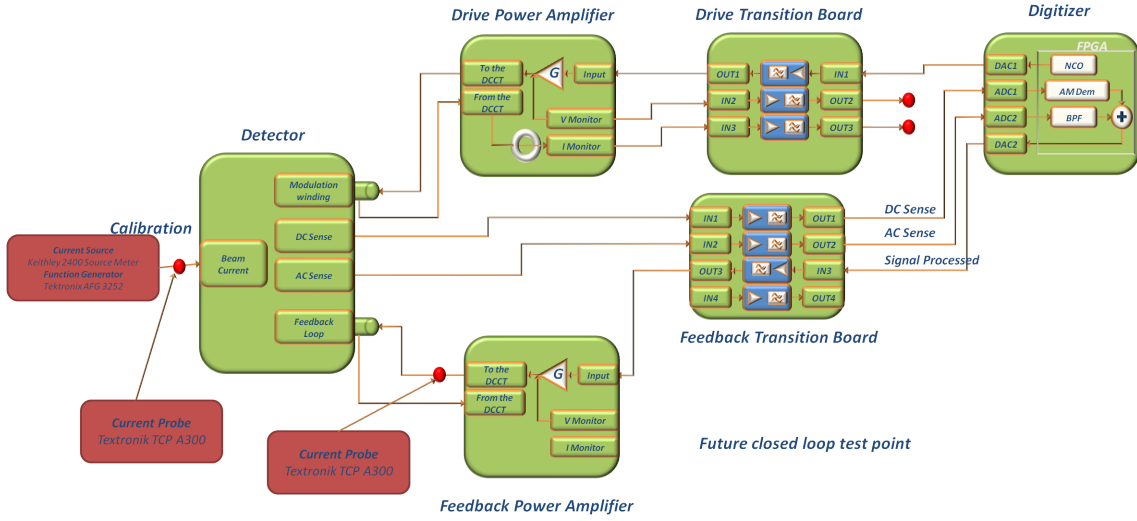 Drive Power Amplifier
Drive Transition Board
Digitizer
To the
DCCT
G
Input
From the
DCCT
V Monitor
I Monitor
OUT1
IN1
IN2
OUT2
IN3
OUT3
FPGA
DAC1
NCO
ADC1
AM Dem
ADC2
BPF
+
DAC2
Detector
Modulation
winding
DC Sense
AC Sense
Feedback
Loop
Beam
Current
Calibration
Current Source
Keithley 2400 Source Meter
Function Generator
Tektronix AFG 3252
IN1
OUT1
IN2
OUT2
OUT3
IN3
IN4
OUT4
DC Sense
AC Sense
Signal Processed
Feedback Transition Board
To the
DCCT
G
Input
From the
DCCT
V Monitor
I Monitor
Current Probe
Textronik TCP A300
Current Probe
Textronik TCP A300
Future closed loop test point
Feedback Power Amplifier